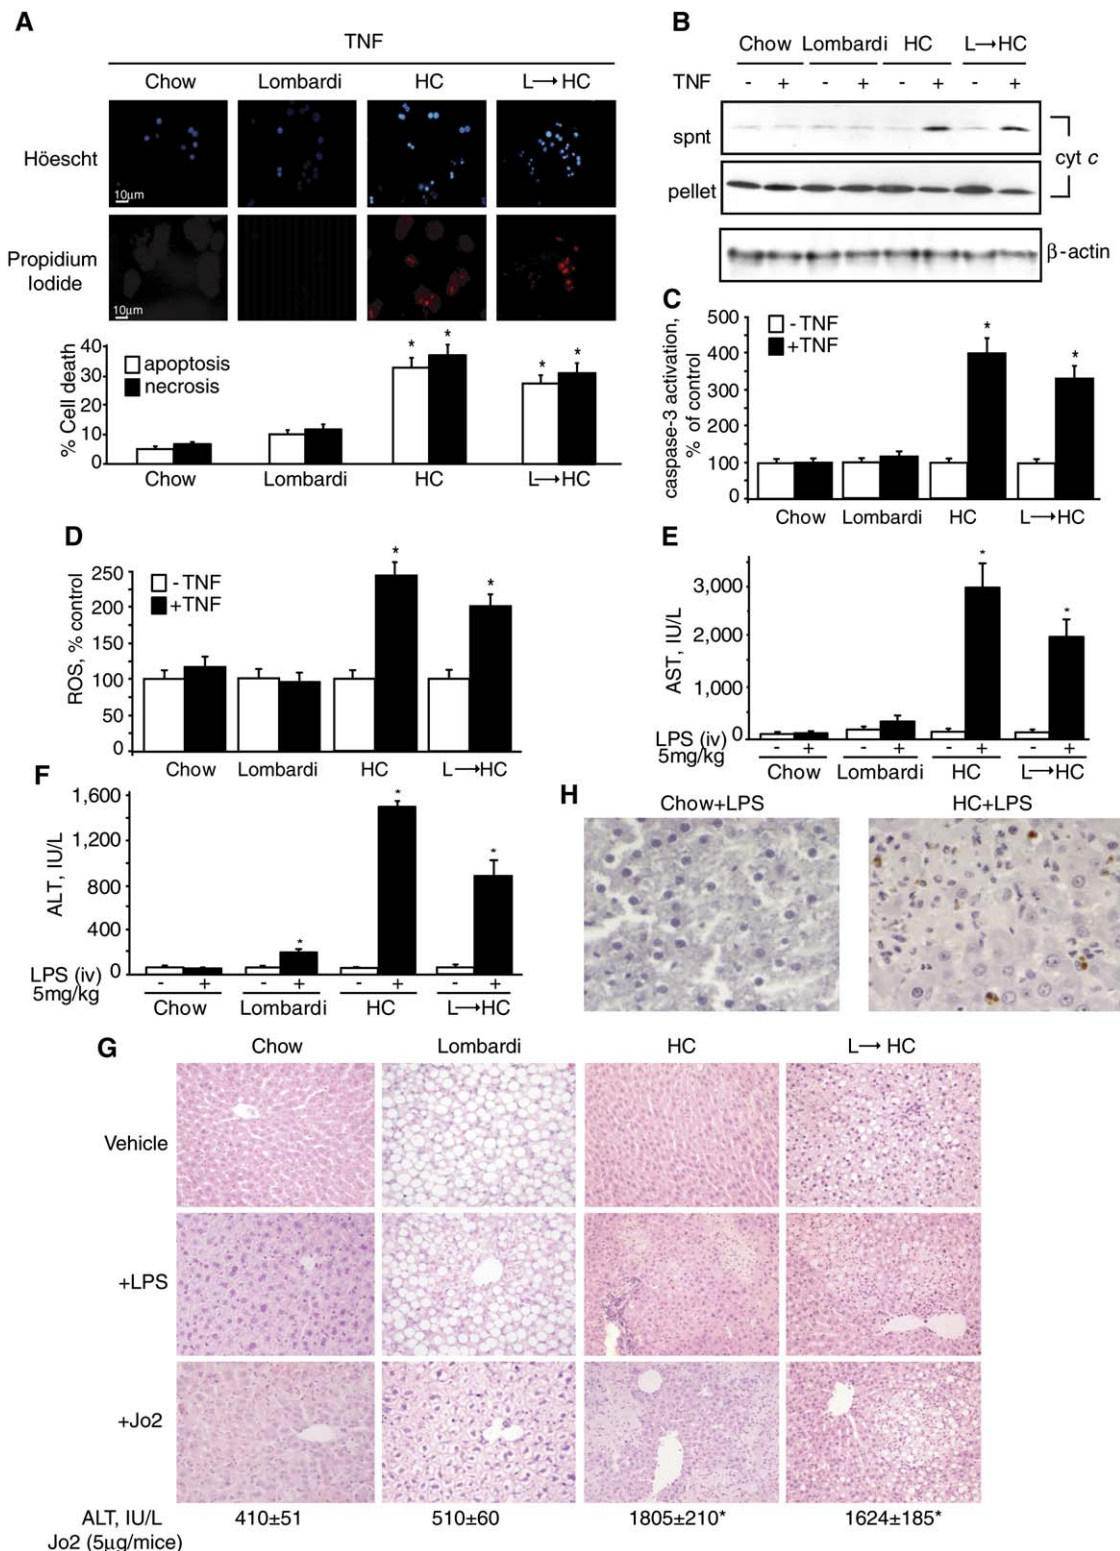 A
TNF
Chow Lombardi HC L→HC
Höescht
10µm
Propidium
Iodide
10µm
% Cell death
40
30
20
10
0
apoptosis
necrosis
* * * *
Chow Lombardi HC L→HC
B
Chow Lombardi HC L→HC
TNF - + - + - + - +
spnt
pellet
cyt c
β-actin
C
caspase-3 activation,
% of control
500
400
300
200
100
0
- TNF
+TNF
* *
Chow Lombardi HC L→HC
D
ROS, % control
250
200
150
100
50
0
- TNF
+TNF
* *
Chow Lombardi HC L→HC
E
AST, IU/L
3,000
2,000
1,000
0
* *
LPS (iv)
5mg/kg
- + - + - + - +
Chow Lombardi HC L→HC
F
ALT, IU/L
1,600
1,200
800
400
0
* * *
LPS (iv)
5mg/kg
- + - + - + - +
Chow Lombardi HC L→HC
H
Chow+LPS HC+LPS
G
Chow Lombardi HC L→ HC
Vehicle
+LPS
+Jo2
ALT, IU/L 410±51 510±60 1805±210* 1624±185*
Jo2 (5µg/mice)